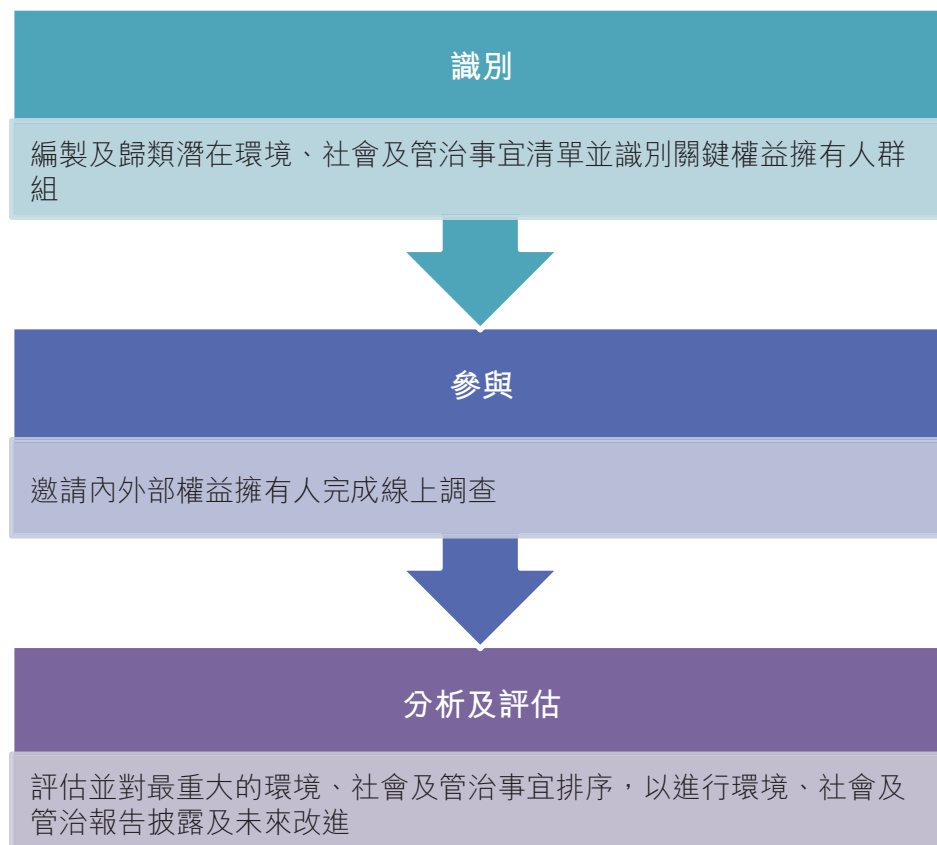 識別
編製及歸類潛在環境、社會及管治事宜清單並識別關鍵權益擁有人群
組
參與
邀請內外部權益擁有人完成線上調查
分析及評估
評估並對最重大的環境、社會及管治事宜排序，以進行環境、社會及
管治報告披露及未來改進